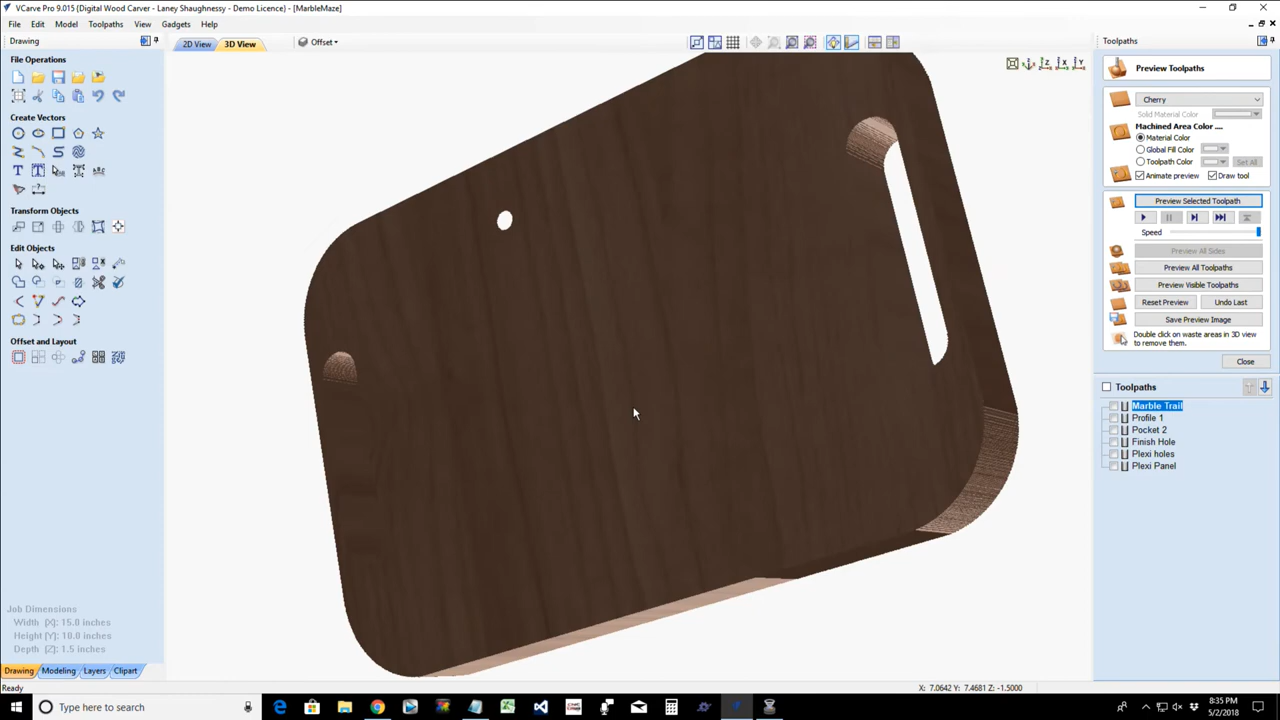 VCarve Pro 9.015 {Digital Wood Carver - Laney Shaughnessy - Demo Licence} - [MarbleMaze]
File Edit Model Toolpaths View Gadgets Help
Drawing
2D View 3D View Offset
Toolpaths
File Operations
Create Vectors
Transform Objects
Edit Objects
Offset and Layout
Job Dimensions
Width (X): 15.0 inches
Height (Y): 10.0 inches
Depth (Z): 1.5 inches
Drawing Modeling Layers Clipart
Ready
X: 7.0642 Y: 7.4681 Z: -1.5000
Z X Y
Preview Toolpaths
Cherry
Solid Material Color
Machined Area Color ....
Material Color
Global Fill Color
Toolpath Color Set All
Animate preview Draw tool
Preview Selected Toolpath
Speed
Preview All Sides
Preview All Toolpaths
Preview Visible Toolpaths
Reset Preview Undo Last
Save Preview Image
Double click on waste areas in 3D view
to remove them.
Close
Toolpaths
Marble Trail
Profile 1
Pocket 2
Finish Hole
Plexi holes
Plexi Panel
Type here to search
8:35 PM
5/2/2018